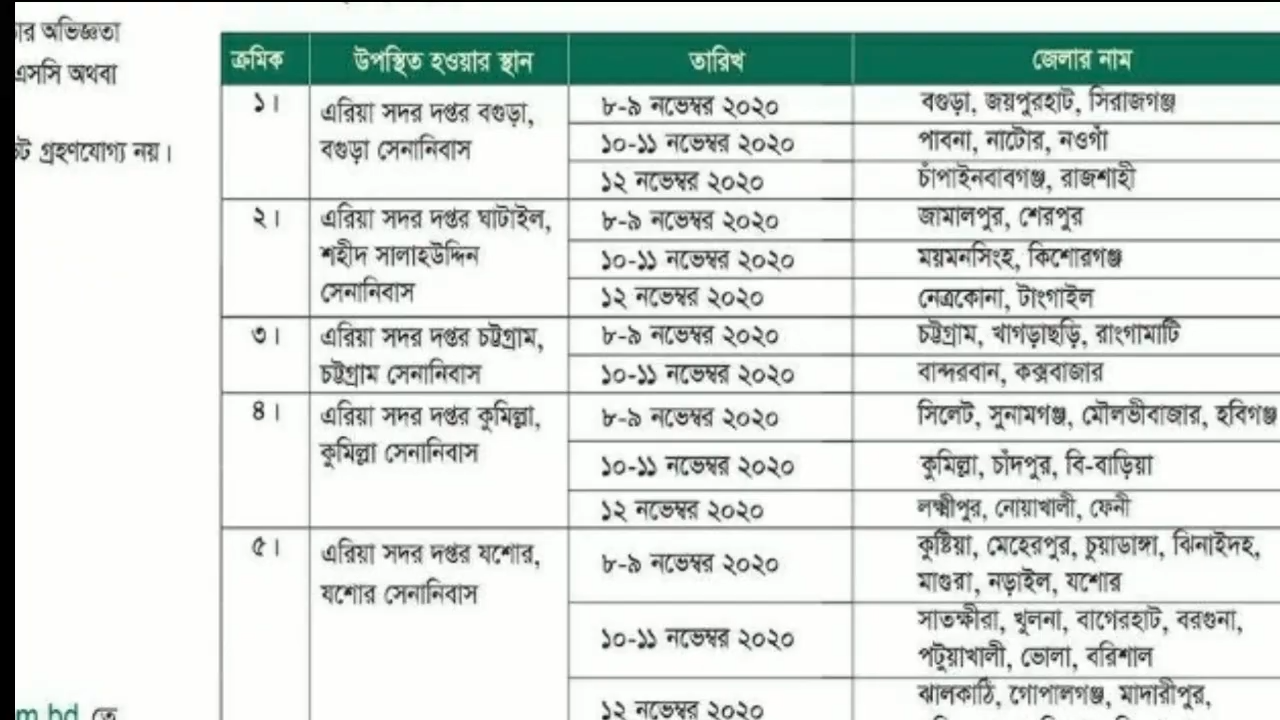 ার অভিজ্ঞতা
এসসি অথবা
গ্রহণযোগ্য নয়।
m.bd তে
ক্রমিক উপস্থিত হওয়ার স্থান তারিখ জেলার নাম
১। এরিয়া সদর দপ্তর বগুড়া, ৮-৯ নভেম্বর ২০২০ বগুড়া, জয়পুরহাট, সিরাজগঞ্জ
বগুড়া সেনানিবাস ১০-১১ নভেম্বর ২০২০ পাবনা, নাটোর, নওগাঁ
১২ নভেম্বর ২০২০ চাঁপাইনবাবগঞ্জ, রাজশাহী
২। এরিয়া সদর দপ্তর ঘাটাইল, ৮-৯ নভেম্বর ২০২০ জামালপুর, শেরপুর
শহীদ সালাহউদ্দিন ১০-১১ নভেম্বর ২০২০ ময়মনসিংহ, কিশোরগঞ্জ
সেনানিবাস ১২ নভেম্বর ২০২০ নেত্রকোনা, টাংগাইল
৩। এরিয়া সদর দপ্তর চট্টগ্রাম, ৮-৯ নভেম্বর ২০২০ চট্টগ্রাম, খাগড়াছড়ি, রাংগামাটি
চট্টগ্রাম সেনানিবাস ১০-১১ নভেম্বর ২০২০ বান্দরবান, কক্সবাজার
৪। এরিয়া সদর দপ্তর কুমিল্লা, ৮-৯ নভেম্বর ২০২০ সিলেট, সুনামগঞ্জ, মৌলভীবাজার, হবিগঞ্জ
কুমিল্লা সেনানিবাস ১০-১১ নভেম্বর ২০২০ কুমিল্লা, চাঁদপুর, বি-বাড়িয়া
১২ নভেম্বর ২০২০ লক্ষ্মীপুর, নোয়াখালী, ফেনী
৫। এরিয়া সদর দপ্তর যশোর, ৮-৯ নভেম্বর ২০২০ কুষ্টিয়া, মেহেরপুর, চুয়াডাঙ্গা, ঝিনাইদহ,
যশোর সেনানিবাস মাগুরা, নড়াইল, যশোর
১০-১১ নভেম্বর ২০২০ সাতক্ষীরা, খুলনা, বাগেরহাট, বরগুনা,
পটুয়াখালী, ভোলা, বরিশাল
১২ নভেম্বর ২০২০ ঝালকাঠি, গোপালগঞ্জ, মাদারীপুর,